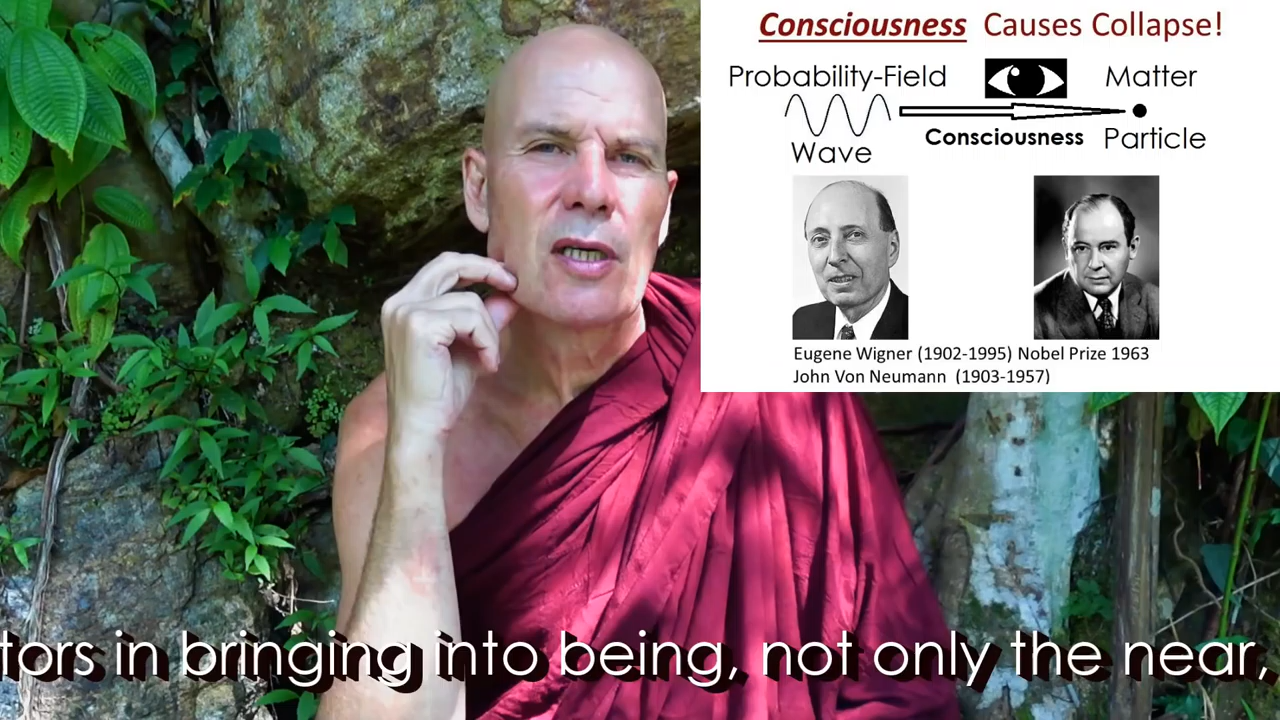 Consciousness Causes Collapse!
Probability-Field Matter
Wave Consciousness Particle
Eugene Wigner (1902-1995) Nobel Prize 1963
John Von Neumann (1903-1957)
tors in bringing into being, not only the near,